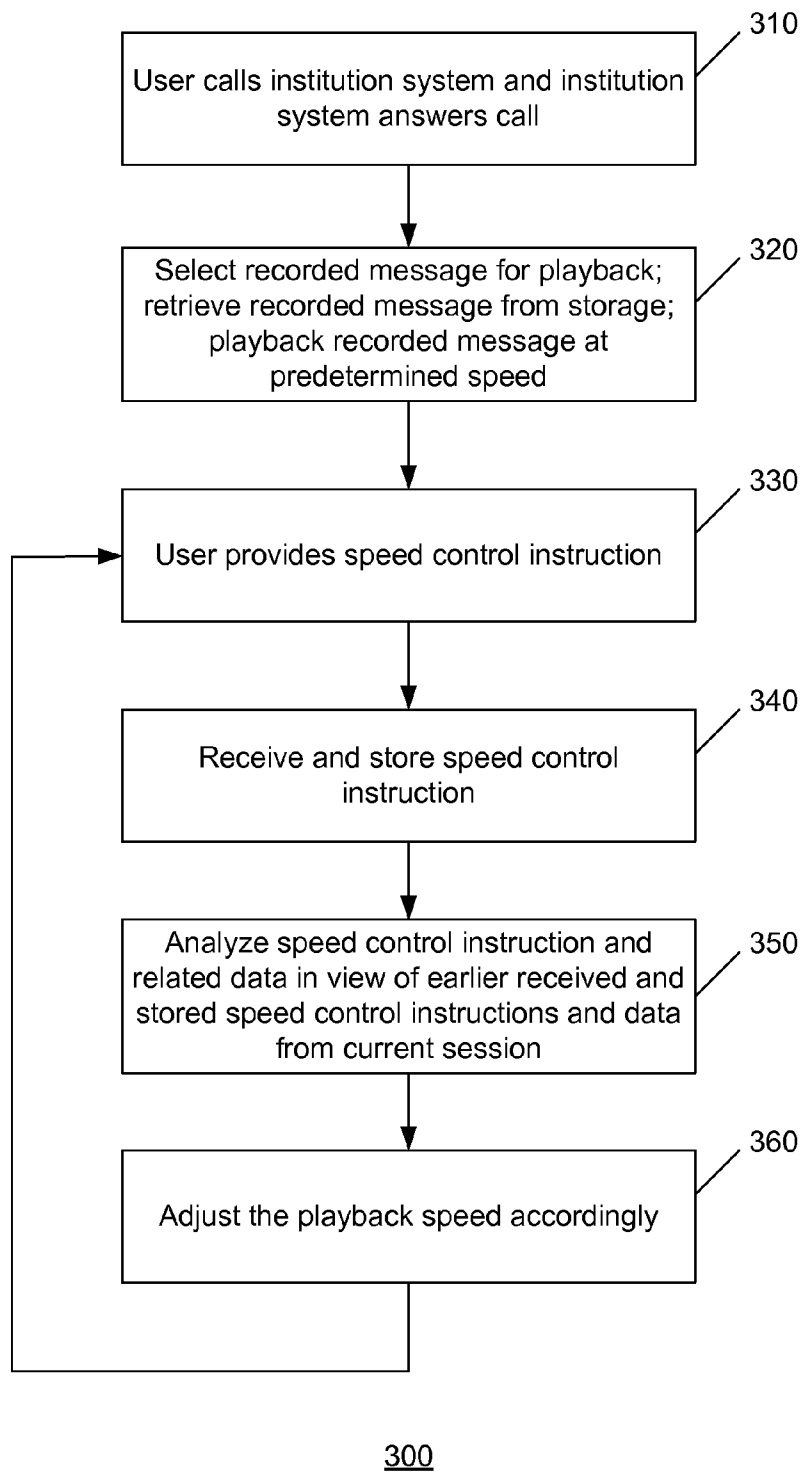 310
User calls institution system and institution
system answers call
320
Select recorded message for playback;
retrieve recorded message from storage;
playback recorded message at
predetermined speed
330
User provides speed control instruction
340
Receive and store speed control
instruction
350
Analyze speed control instruction and
related data in view of earlier received and
stored speed control instructions and data
from current session
360
Adjust the playback speed accordingly
300